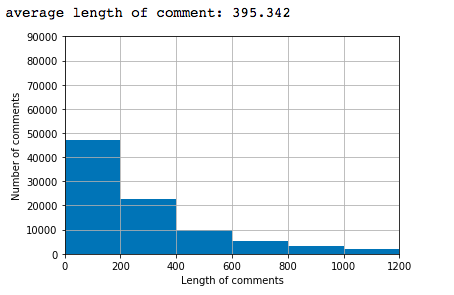 average length of comment: 395.342
90000
80000
70000
60000
50000
40000
30000
20000
10000
0
Number of comments
0 200 400 600 800 1000 1200
Length of comments